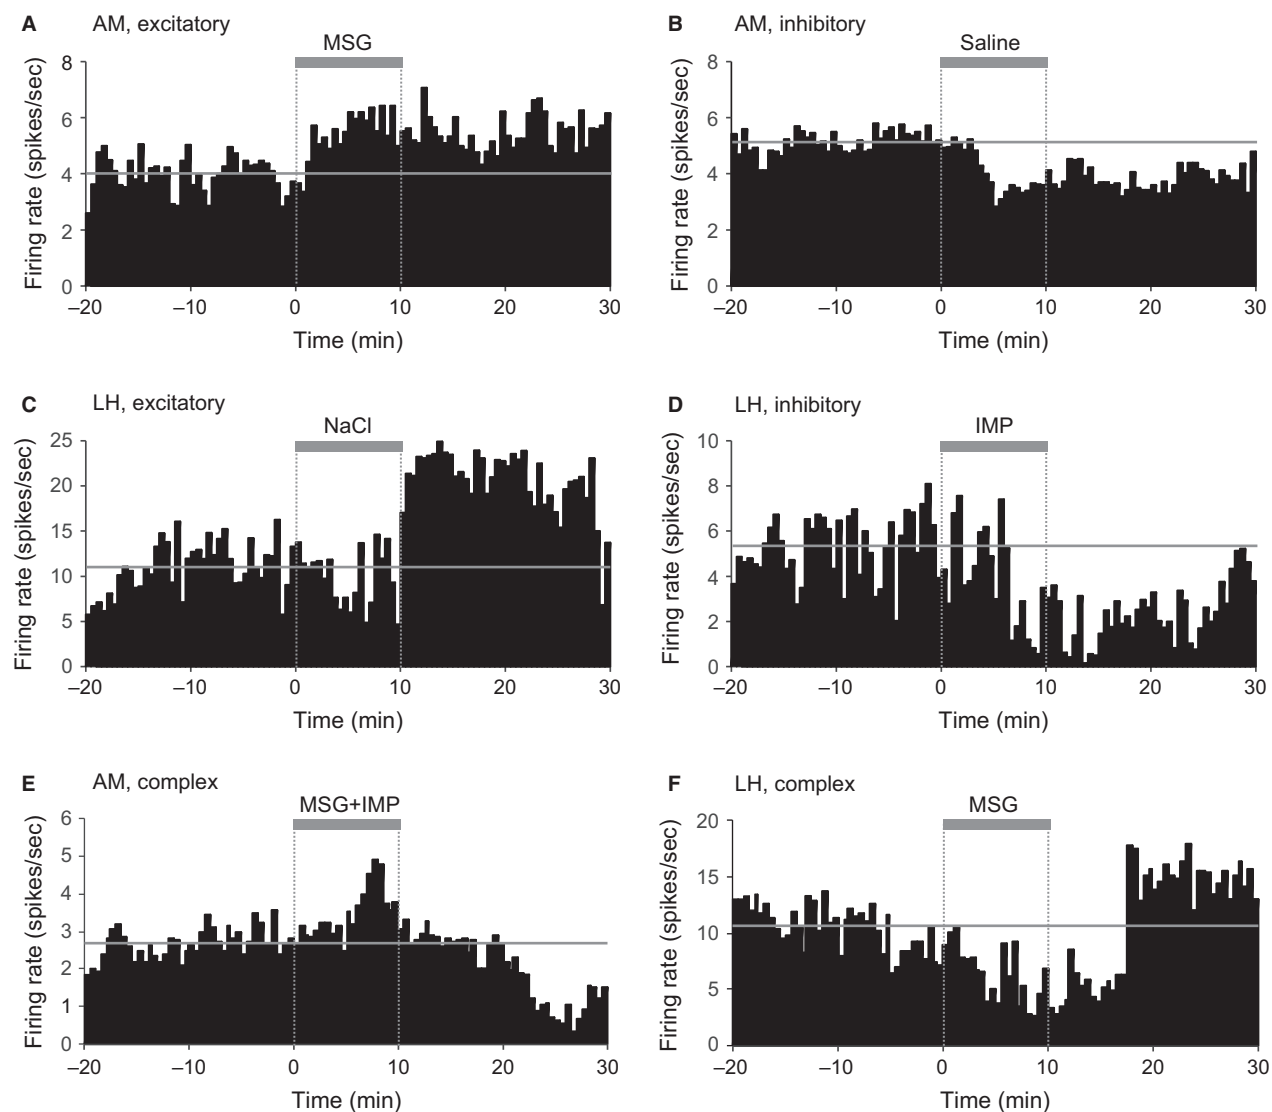 A AM, excitatory
MSG
Firing rate (spikes/sec)
8
6
4
2
0
–20 –10 0 10 20 30
Time (min)
B AM, inhibitory
Saline
Firing rate (spikes/sec)
8
6
4
2
0
–20 –10 0 10 20 30
Time (min)
C LH, excitatory
NaCl
Firing rate (spikes/sec)
25
20
15
10
5
0
–20 –10 0 10 20 30
Time (min)
D LH, inhibitory
IMP
Firing rate (spikes/sec)
10
8
6
4
2
0
–20 –10 0 10 20 30
Time (min)
E AM, complex
MSG+IMP
Firing rate (spikes/sec)
6
5
4
3
2
1
0
–20 –10 0 10 20 30
Time (min)
F LH, complex
MSG
Firing rate (spikes/sec)
20
15
10
5
0
–20 –10 0 10 20 30
Time (min)